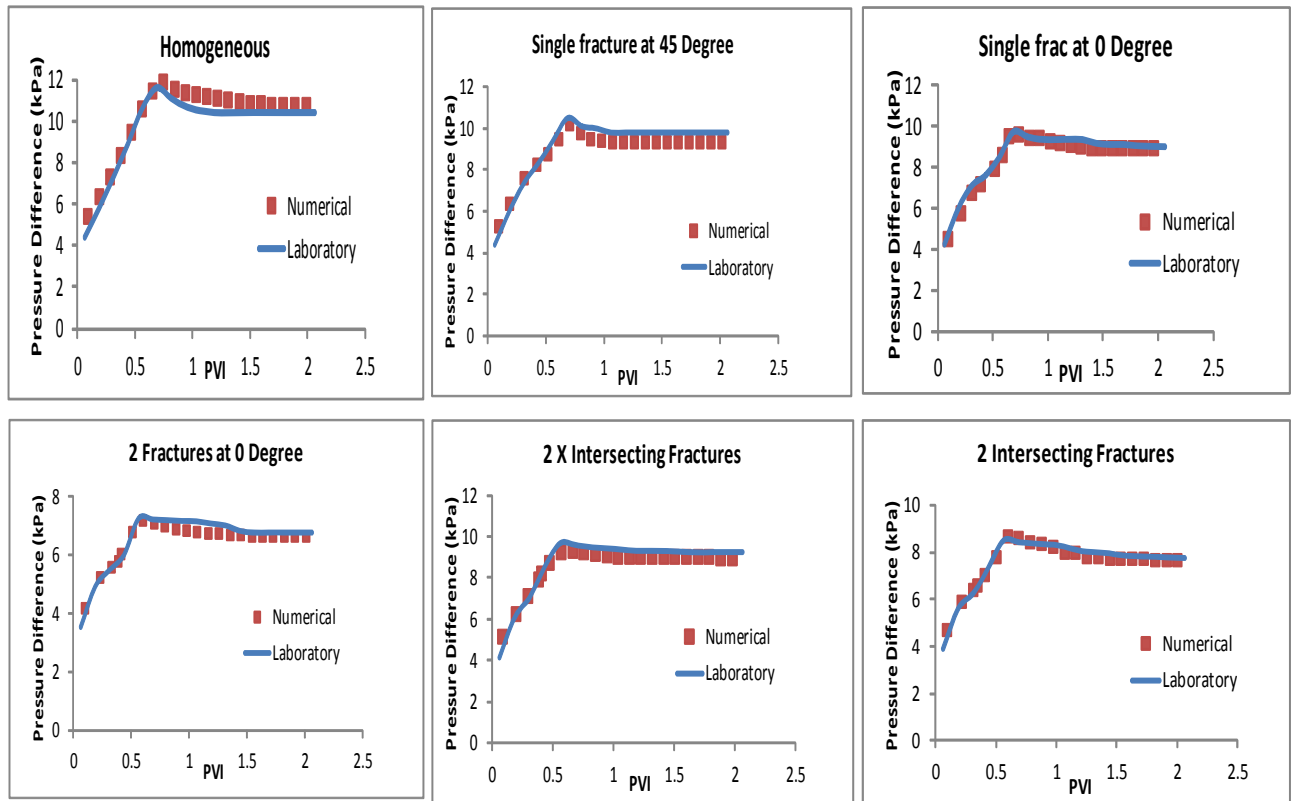 Homogeneous
Pressure Difference (kPa)
12
10
8
6
4
2
0
0 0.5 1 1.5 2 2.5
PVI
Numerical
Laboratory
Single fracture at 45 Degree
Pressure Difference (kPa)
12
10
8
6
4
2
0
0 0.5 1 1.5 2 2.5
PVI
Numerical
Laboratory
Single frac at 0 Degree
Pressure Difference (kPa)
12
10
8
6
4
2
0
0 0.5 1 1.5 2 2.5
PVI
Numerical
Laboratory
2 Fractures at 0 Degree
Pressure Difference (kPa)
8
6
4
2
0
0 0.5 1 1.5 2 2.5
PVI
Numerical
Laboratory
2 X Intersecting Fractures
Pressure Difference (kPa)
12
10
8
6
4
2
0
0 0.5 1 1.5 2 2.5
PVI
Numerical
Laboratory
2 Intersecting Fractures
Pressure Difference (kPa)
10
8
6
4
2
0
0 0.5 1 1.5 2 2.5
PVI
Numerical
Laboratory